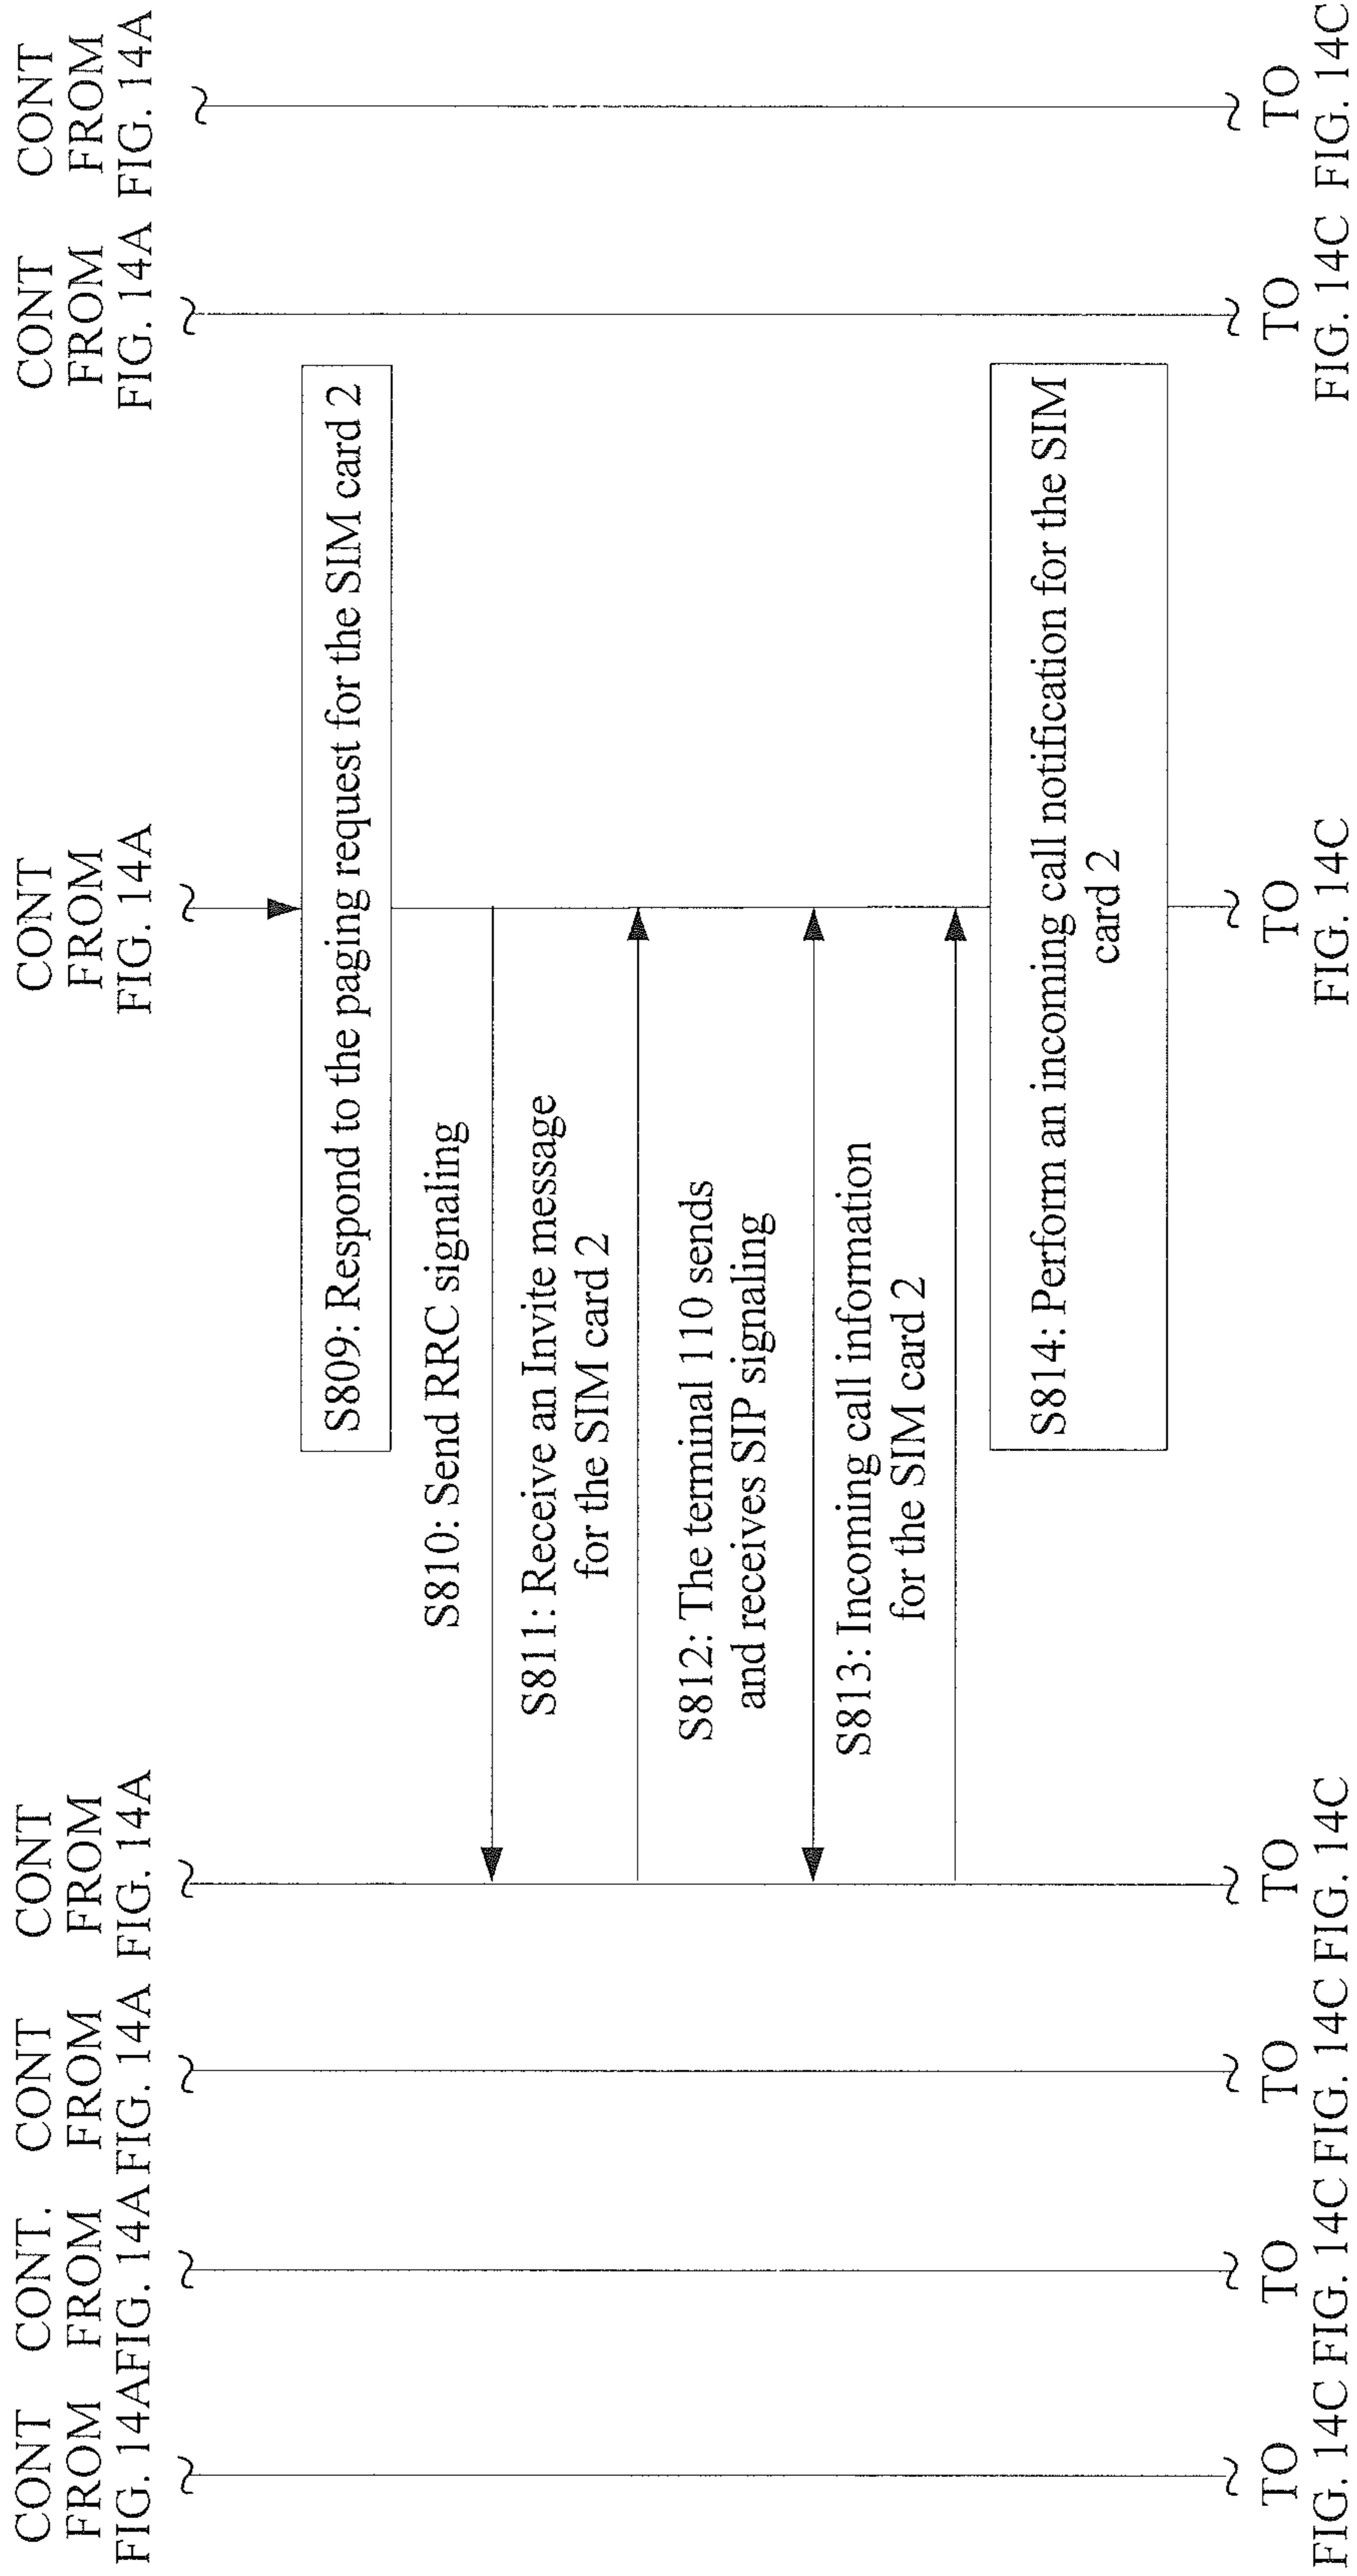 CONT CONT. CONT CONT CONT CONT CONT
FROM FROM FROM FROM FROM FROM FROM
FIG. 14A FIG. 14A FIG. 14A FIG. 14A FIG. 14A FIG. 14A FIG. 14A
S809: Respond to the paging request for the SIM card 2
S810: Send RRC signaling
S811: Receive an Invite message
for the SIM card 2
S812: The terminal 110 sends
and receives SIP signaling
S813: Incoming call information
for the SIM card 2
S814: Perform an incoming call notification for the SIM
card 2
TO TO TO TO TO TO TO
FIG. 14C FIG. 14C FIG. 14C FIG. 14C FIG. 14C FIG. 14C FIG. 14C